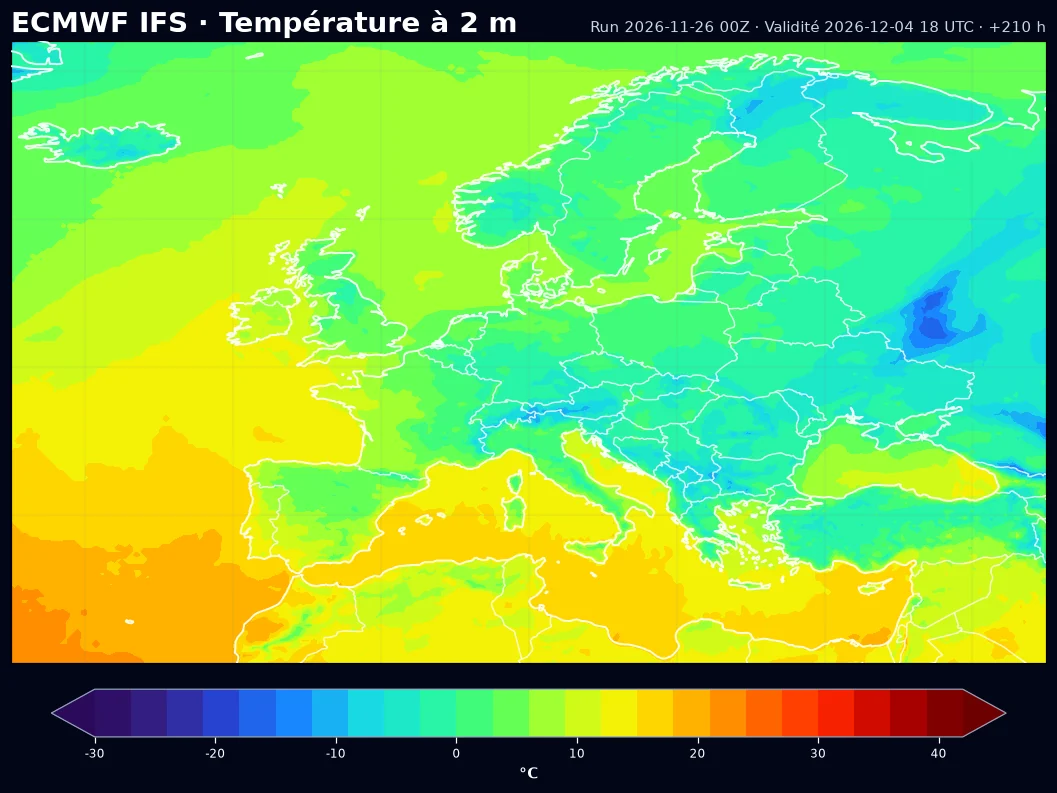 ECMWF IFS · Température à 2 m
Run 2026-11-26 00Z · Validité 2026-12-04 18 UTC · +210 h
-30 -20 -10 0 10 20 30 40
°C